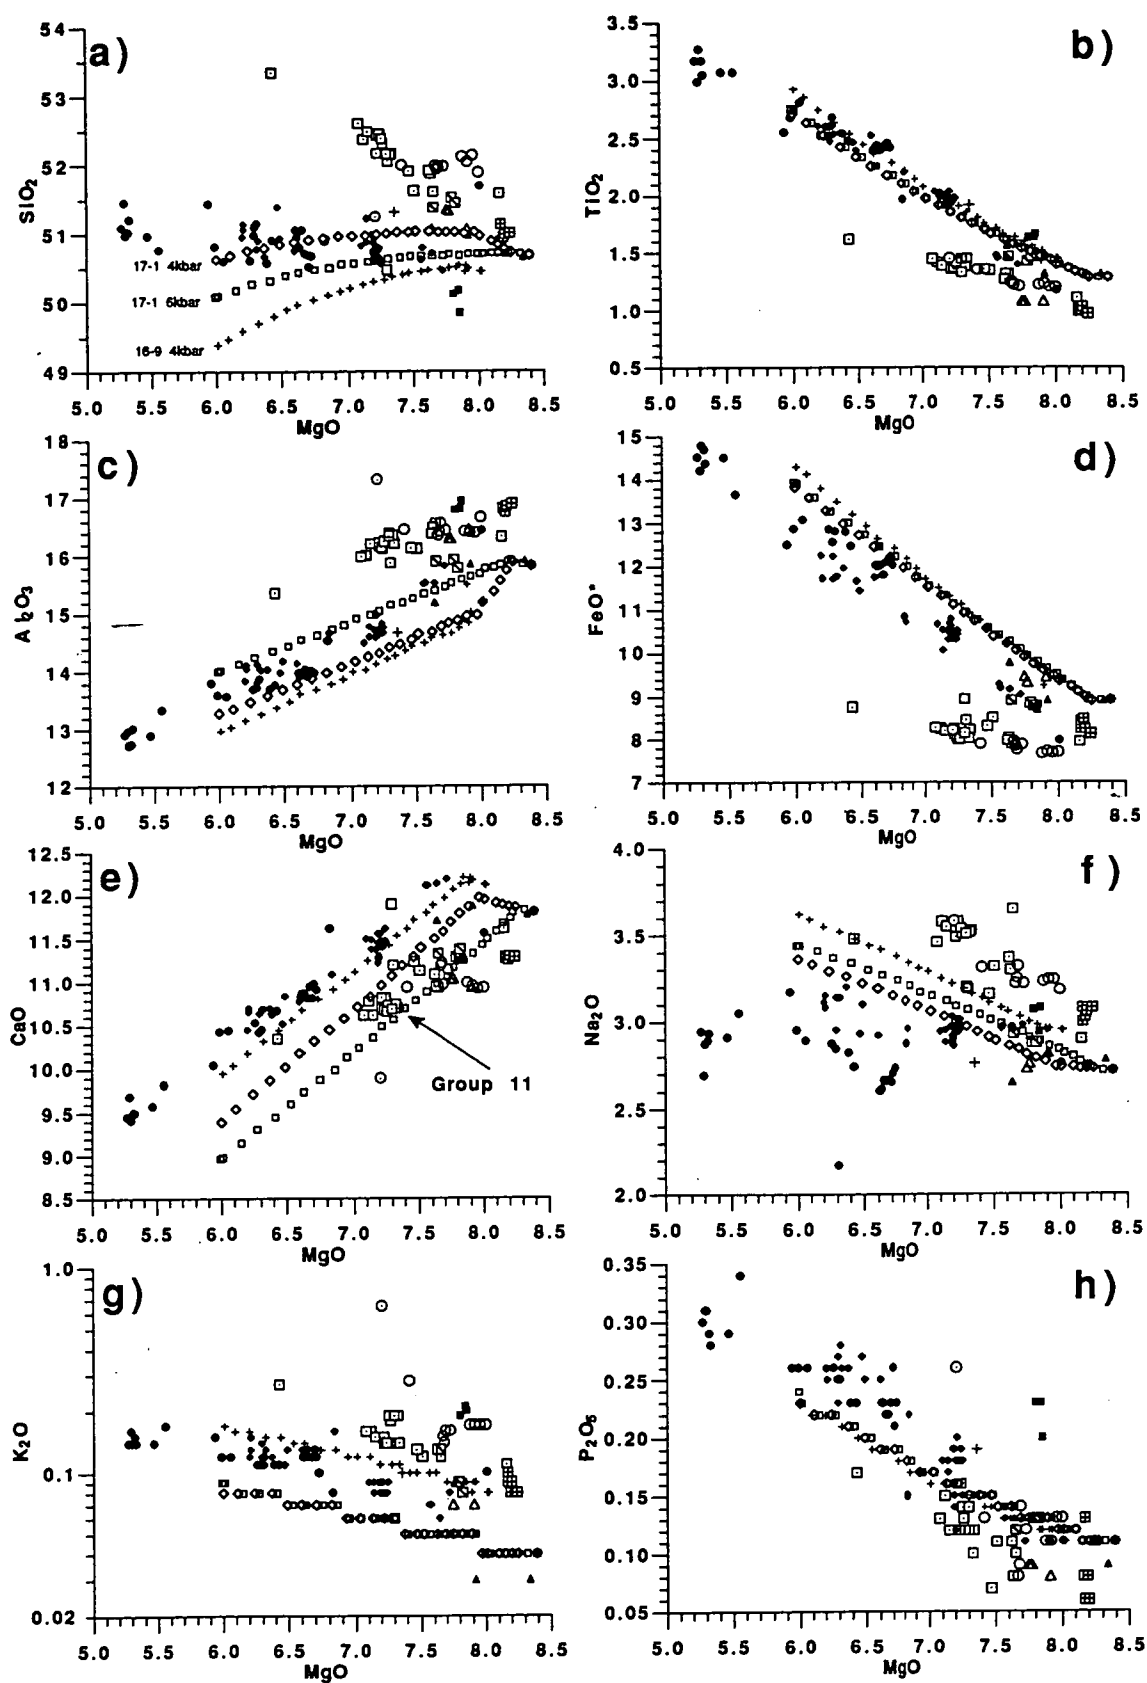 a)
54
53
52
51
50
49
SiO2
17-1 4kbar
17-1 6kbar
16-9 4kbar
5.0 5.5 6.0 6.5 7.0 7.5 8.0 8.5
MgO
b)
3.5
3.0
2.5
2.0
1.5
1.0
0.5
TiO2
5.0 5.5 6.0 6.5 7.0 7.5 8.0 8.5
MgO
c)
18
17
16
15
14
13
12
Al2O3
5.0 5.5 6.0 6.5 7.0 7.5 8.0 8.5
MgO
d)
15
14
13
12
11
10
9
8
7
FeO*
5.0 5.5 6.0 6.5 7.0 7.5 8.0 8.5
MgO
e)
12.5
12.0
11.5
11.0
10.5
10.0
9.5
9.0
8.5
CaO
Group 11
5.0 5.5 6.0 6.5 7.0 7.5 8.0 8.5
MgO
f)
4.0
3.5
3.0
2.5
2.0
Na2O
5.0 5.5 6.0 6.5 7.0 7.5 8.0 8.5
MgO
g)
1.0
0.1
0.02
K2O
5.0 5.5 6.0 6.5 7.0 7.5 8.0 8.5
MgO
h)
0.35
0.30
0.25
0.20
0.15
0.10
0.05
P2O5
5.0 5.5 6.0 6.5 7.0 7.5 8.0 8.5
MgO